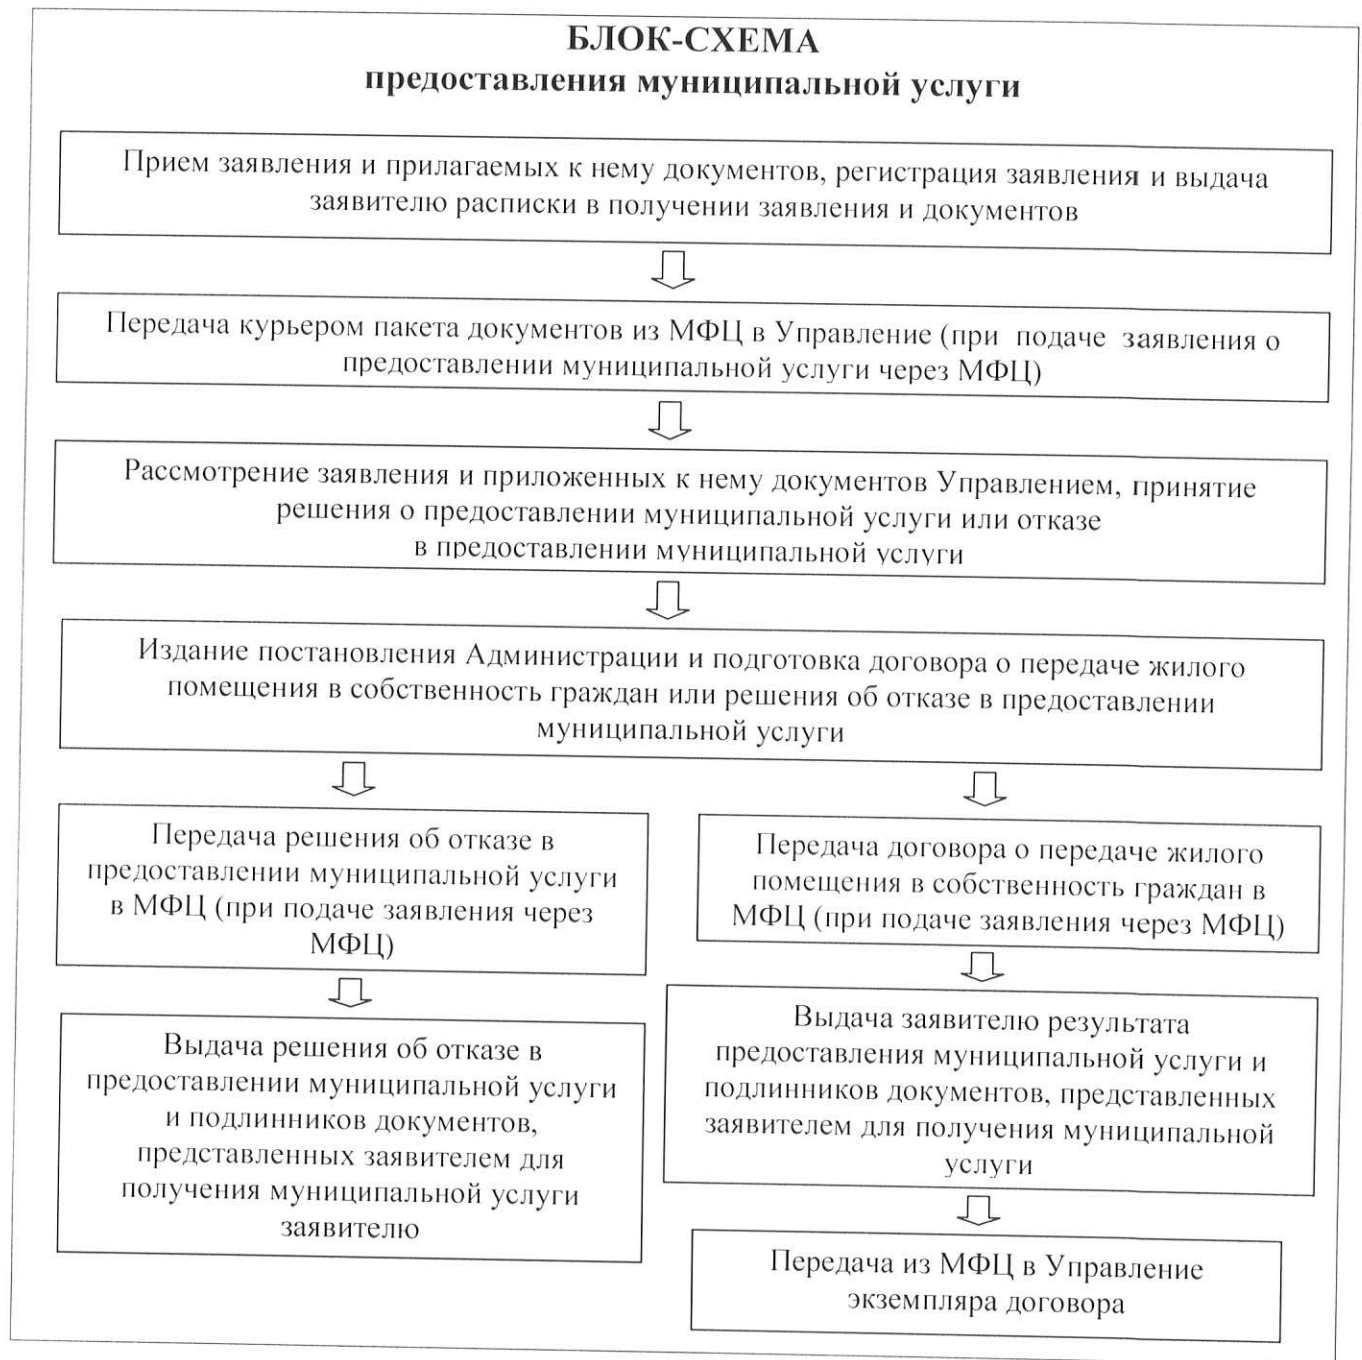 БЛОК-СХЕМА
предоставления муниципальной услуги
Прием заявления и прилагаемых к нему документов, регистрация заявления и выдача
заявителю расписки в получении заявления и документов
Передача курьером пакета документов из МФЦ в Управление (при подаче заявления о
предоставлении муниципальной услуги через МФЦ)
Рассмотрение заявления и приложенных к нему документов Управлением, принятие
решения о предоставлении муниципальной услуги или отказе
в предоставлении муниципальной услуги
Издание постановления Администрации и подготовка договора о передаче жилого
помещения в собственность граждан или решения об отказе в предоставлении
муниципальной услуги
Передача решения об отказе в
предоставлении муниципальной услуги
в МФЦ (при подаче заявления через
МФЦ)
Выдача решения об отказе в
предоставлении муниципальной услуги
и подлинников документов,
представленных заявителем для
получения муниципальной услуги
заявителю
Передача договора о передаче жилого
помещения в собственность граждан в
МФЦ (при подаче заявления через МФЦ)
Выдача заявителю результата
предоставления муниципальной услуги и
подлинников документов, представленных
заявителем для получения муниципальной
услуги
Передача из МФЦ в Управление
экземпляра договора